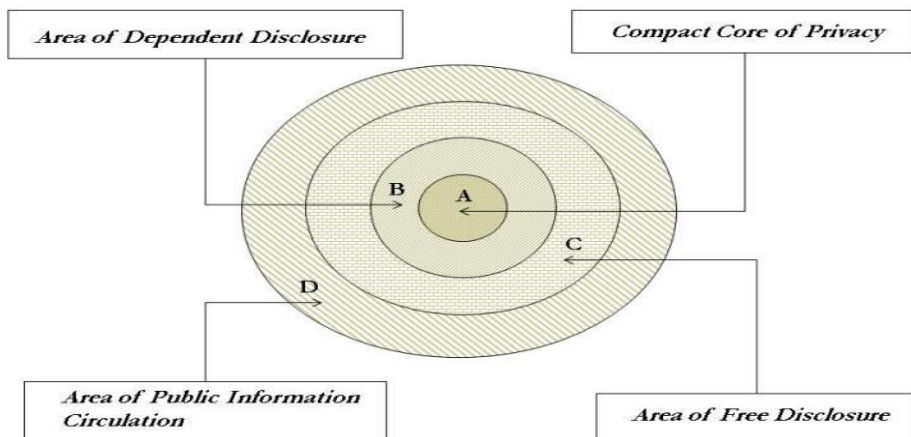 Area of Dependent Disclosure
Compact Core of Privacy
B
A
C
D
Area of Public Information
Circulation
Area of Free Disclosure